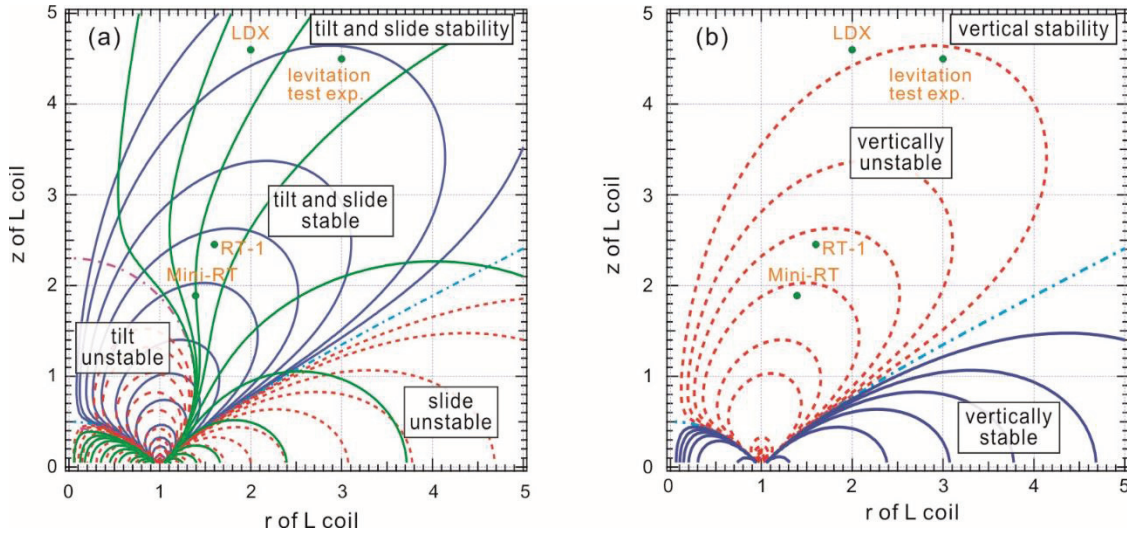 (a)
LDX
tilt and slide stability
levitation
test exp.
tilt and slide
stable
RT-1
Mini-RT
tilt
unstable
slide
unstable
z of L coil
5
4
3
2
1
0
0
1
2
3
4
5
r of L coil
(b)
LDX
vertical stability
levitation
test exp.
vertically
unstable
RT-1
Mini-RT
vertically
stable
z of L coil
5
4
3
2
1
0
0
1
2
3
4
5
r of L coil